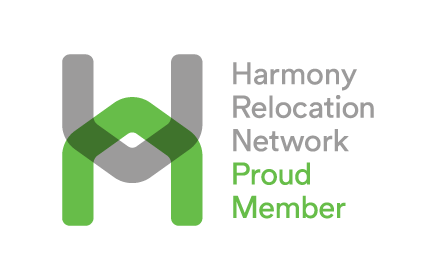 Harmony
Relocation
Network
Proud
Member